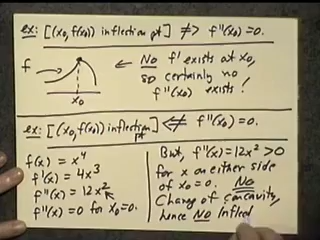 ex: [(x₀, f(x₀)) inflection pt] ⇏ f''(x₀) = 0.
f
x₀
← No f' exists at x₀,
so certainly no
f''(x₀) exists!
ex: [(x₀, f(x₀)) inflection pt] ⇍ f''(x₀) = 0.
f(x) = x⁴
f'(x) = 4x³
f''(x) = 12x²
f''(x) = 0 for x₀=0.
But, f''(x) = 12x² > 0
for x on either side
of x₀ = 0. No
Change of concavity,
hence NO Inflec